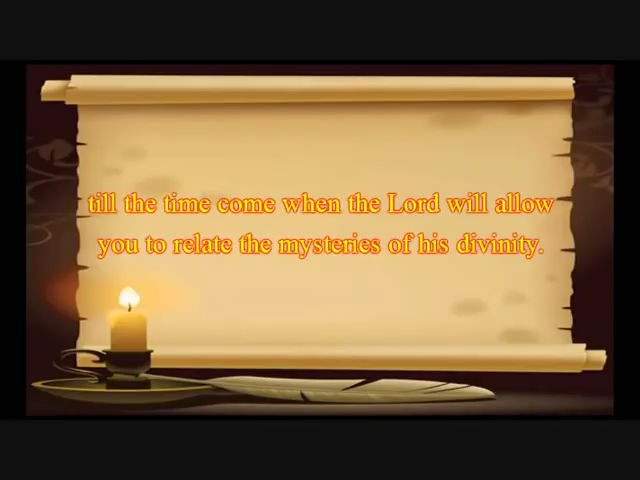 till the time come when the Lord will allow
you to relate the mysteries of his divinity.